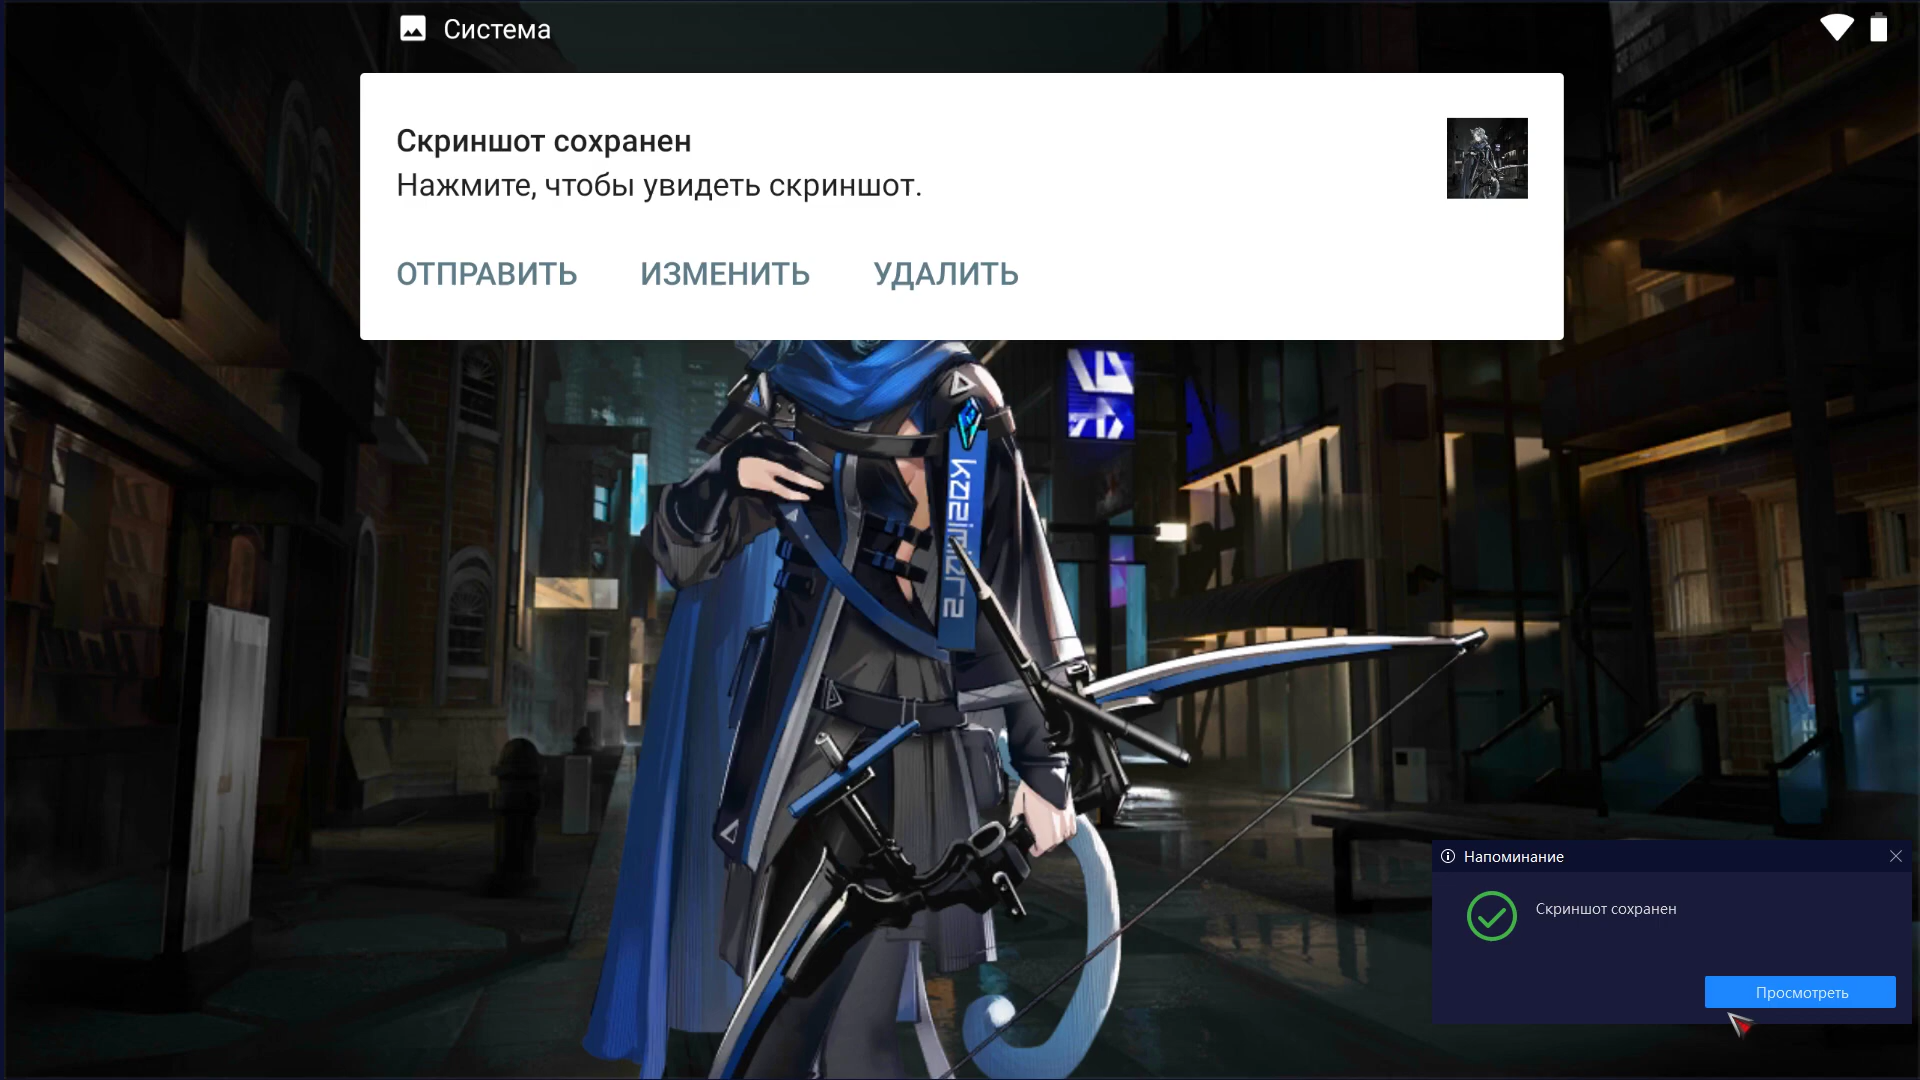 Система
Скриншот сохранен
Нажмите, чтобы увидеть скриншот.
ОТПРАВИТЬ ИЗМЕНИТЬ УДАЛИТЬ
kazimierz
Напоминание
Скриншот сохранен
Просмотреть